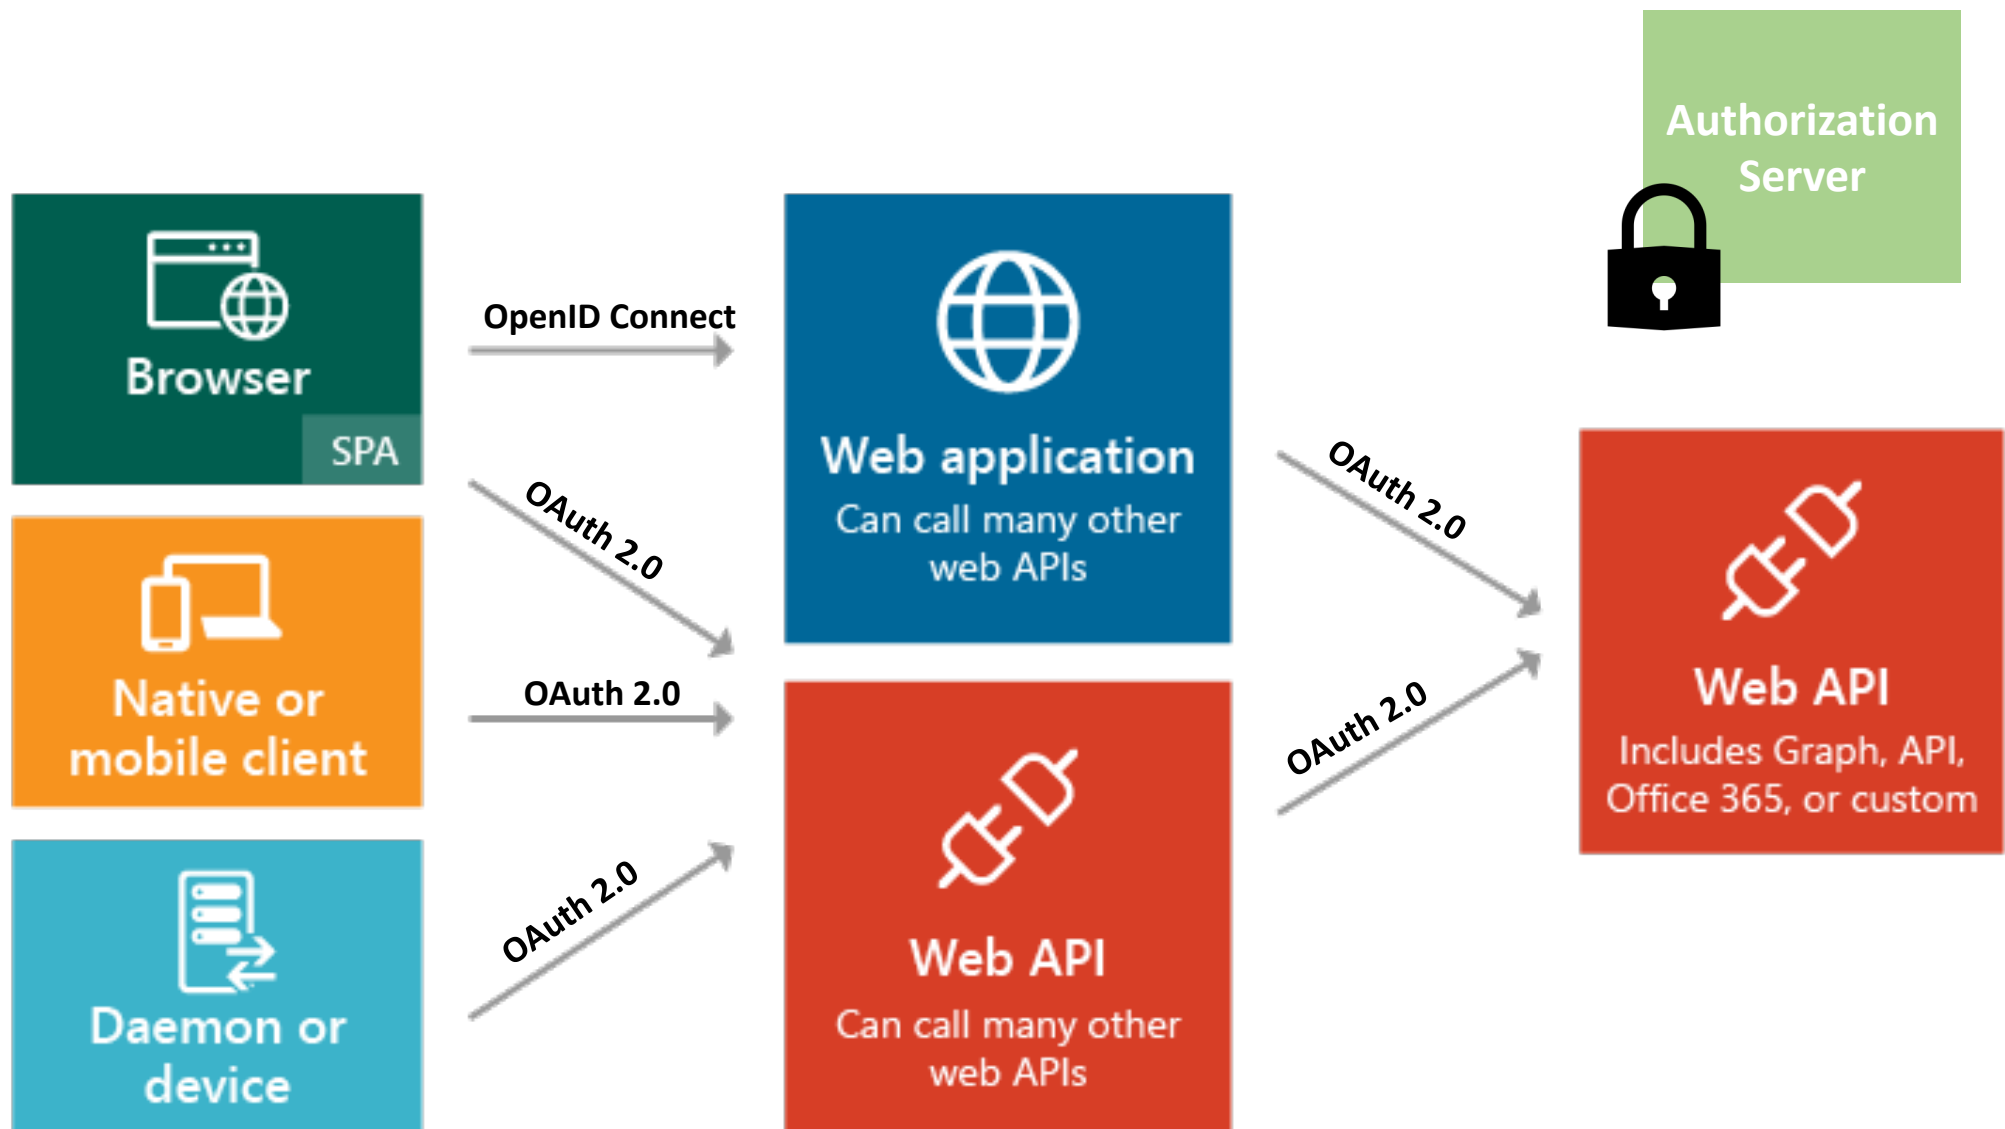 Authorization
Server
Browser
SPA
OpenID Connect
OAuth 2.0
Native or
mobile client
OAuth 2.0
Daemon or
device
OAuth 2.0
Web application
Can call many other
web APIs
Web API
Can call many other
web APIs
OAuth 2.0
OAuth 2.0
Web API
Includes Graph, API,
Office 365, or custom